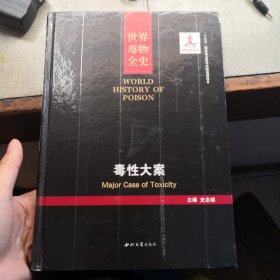 世界
毒物
全史
WORLD
HISTORY OF
POISON
毒性大案
Major Case of Toxicity
主编 史志诚
西北大学出版社